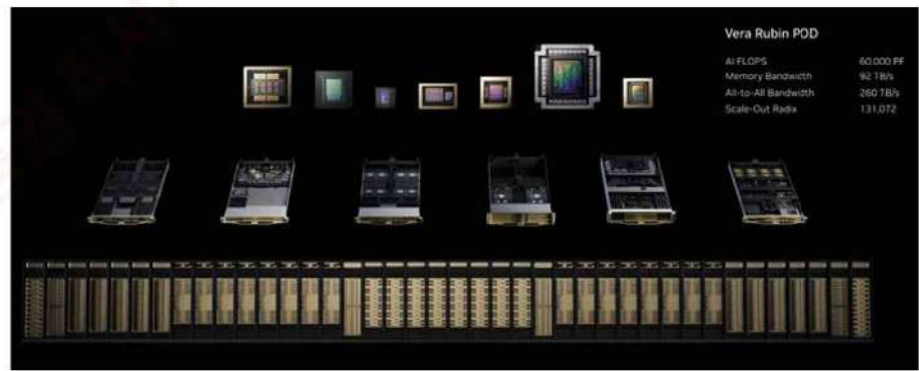 Vera Rubin POD
AI FLOPS 60,000 PF
Memory Bandwidth 92 TB/s
All-to-All Bandwidth 260 TB/s
Scale-Out Radix 131,072